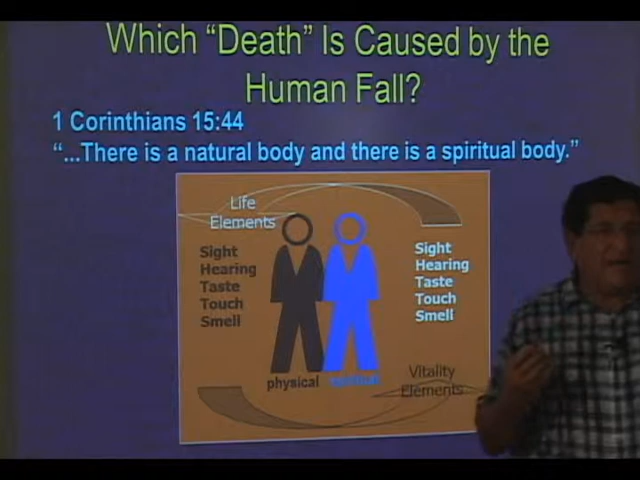 Which “Death” Is Caused by the
Human Fall?
1 Corinthians 15:44
“...There is a natural body and there is a spiritual body.”
Life
Elements
Sight
Hearing
Taste
Touch
Smell
Sight
Hearing
Taste
Touch
Smell
physical
Vitality
Elements